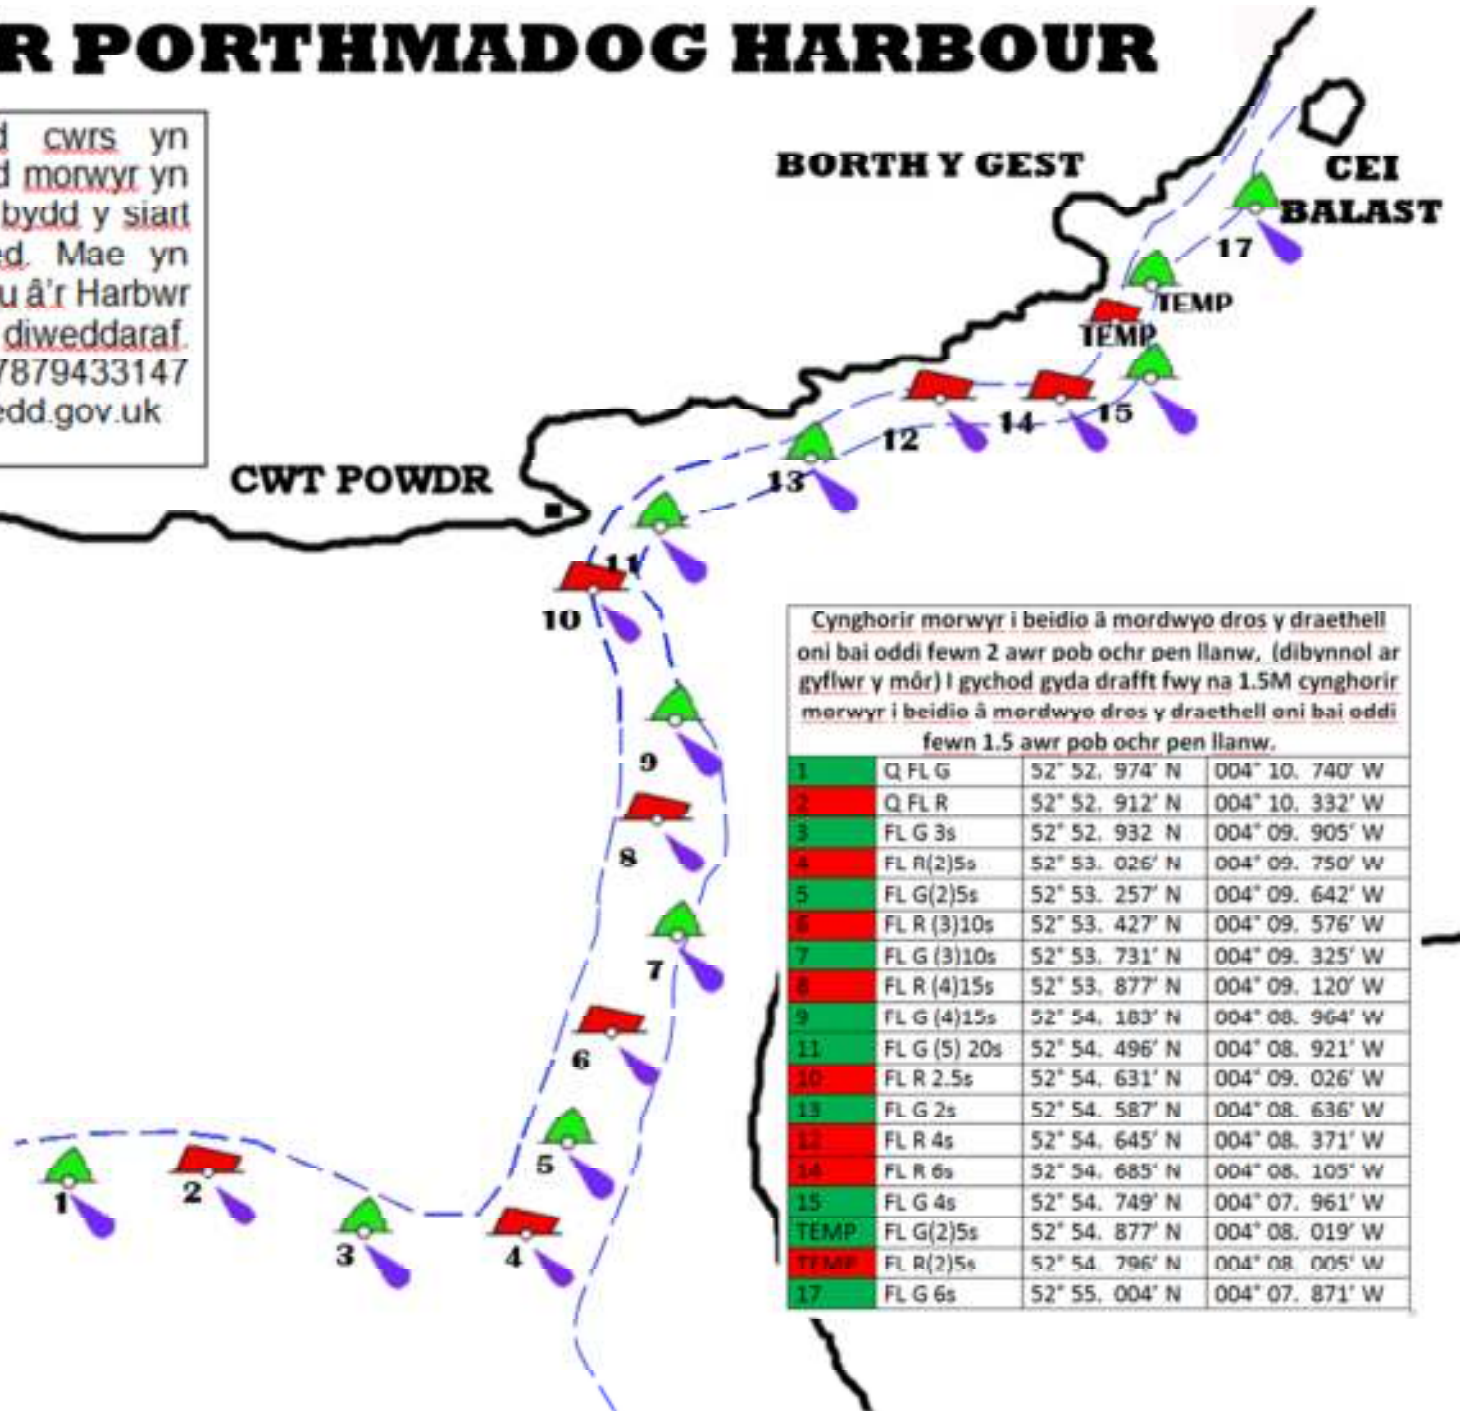 R PORTHMADOG HARBOUR
d cwrs yn
d morwyr yn
bydd y siart
ed. Mae yn
u â'r Harbwr
diweddaraf.
7879433147
edd.gov.uk
BORTH Y GEST
CEI
BALAST
17
TEMP
TEMP
15
14
12
13
CWT POWDR
11
10
9
8
7
6
5
1
2
3
4
Cynghorir morwyr i beidio â mordwyo dros y draethell
oni bai oddi fewn 2 awr pob ochr pen llanw, (dibynnol ar
gyflwr y môr) I gychod gyda drafft fwy na 1.5M cynghorir
morwyr i beidio â mordwyo dros y draethell oni bai oddi
fewn 1.5 awr pob ochr pen llanw.
1 Q FL G 52° 52. 974' N 004° 10. 740' W
2 Q FL R 52° 52. 912' N 004° 10. 332' W
3 FL G 3s 52° 52. 932 N 004° 09. 905' W
4 FL R(2)5s 52° 53. 026' N 004° 09. 750' W
5 FL G(2)5s 52° 53. 257' N 004° 09. 642' W
6 FL R (3)10s 52° 53. 427' N 004° 09. 576' W
7 FL G (3)10s 52° 53. 731' N 004° 09. 325' W
8 FL R (4)15s 52° 53. 877' N 004° 09. 120' W
9 FL G (4)15s 52° 54. 183' N 004° 08. 964' W
11 FL G (5) 20s 52° 54. 496' N 004° 08. 921' W
10 FL R 2.5s 52° 54. 631' N 004° 09. 026' W
13 FL G 2s 52° 54. 587' N 004° 08. 636' W
12 FL R 4s 52° 54. 645' N 004° 08. 371' W
14 FL R 6s 52° 54. 685' N 004° 08. 105' W
15 FL G 4s 52° 54. 749' N 004° 07. 961' W
TEMP FL G(2)5s 52° 54. 877' N 004° 08. 019' W
TEMP FL R(2)5s 52° 54. 796' N 004° 08. 005' W
17 FL G 6s 52° 55. 004' N 004° 07. 871' W